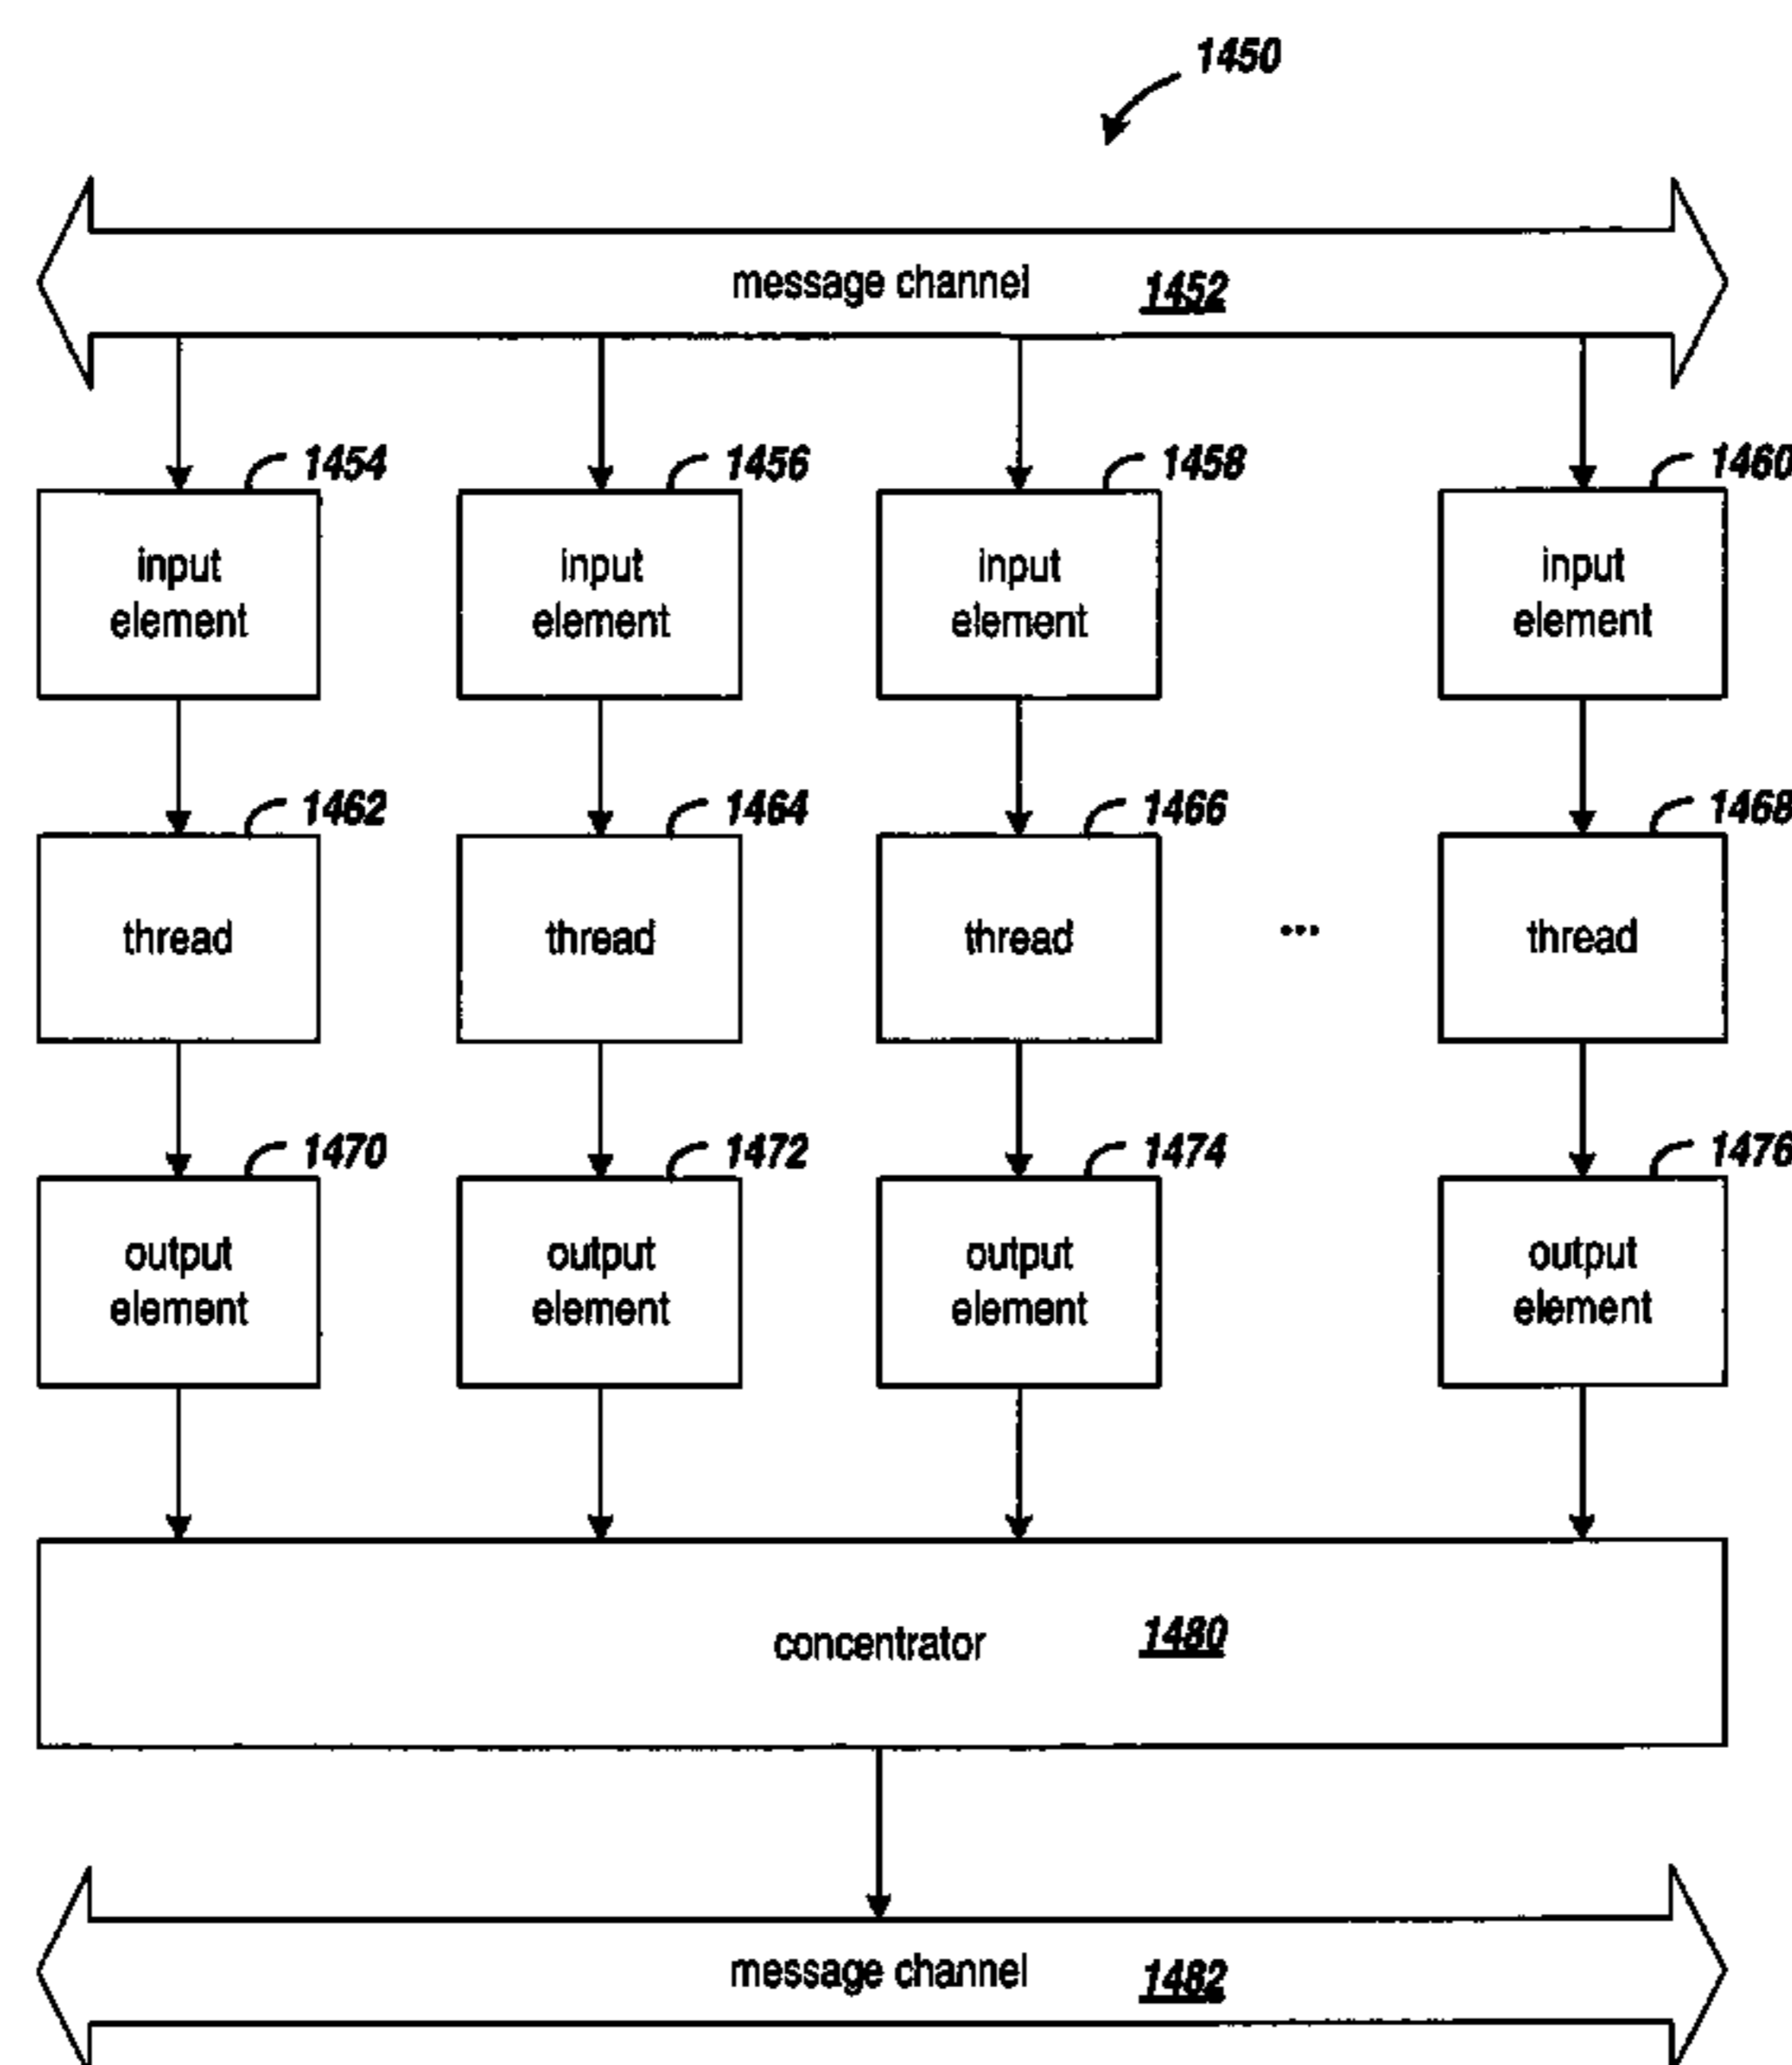 1450
message channel 1452
1454 1456 1458 1460
input element input element input element input element
1462 1464 1466 1468
thread thread thread ... thread
1470 1472 1474 1476
output element output element output element output element
concentrator 1480
message channel 1482